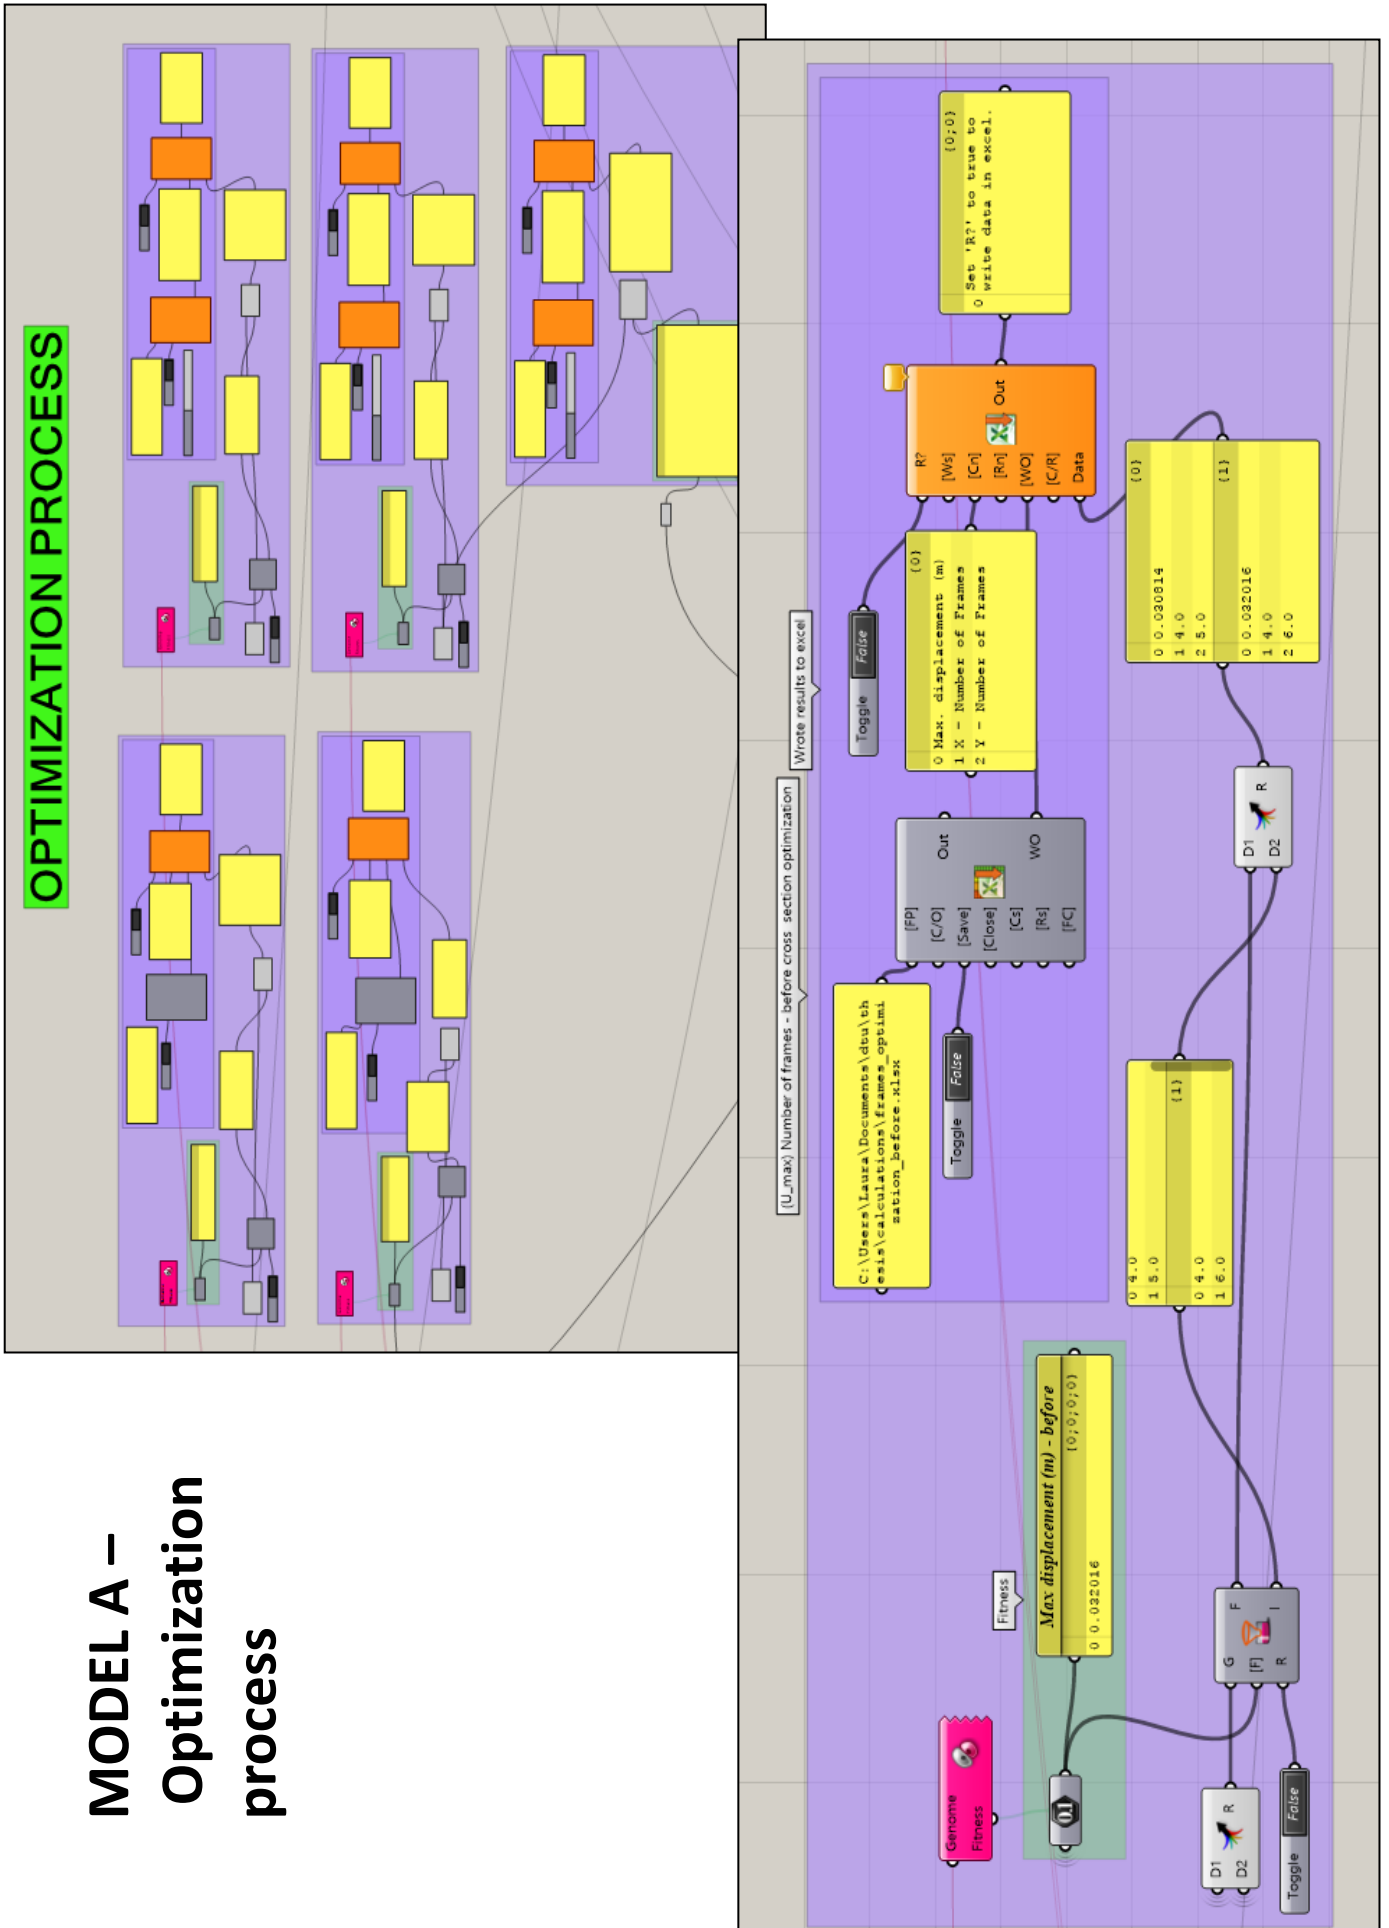 MODEL A –
Optimization
process
OPTIMIZATION PROCESS
(U_max) Number of frames - before cross section optimization
Wrote results to excel
C:\Users\Laura\Documents\dtu\th
esis\calculations\frames_optimi
zation_before.xlsx
Toggle False
[FP]
[C/O]
[Save]
[Close]
[Cs]
[Rs]
[FC]
Out
WO
Toggle False
{0}
0 Max. displacement (m)
1 X - Number of Frames
2 Y - Number of Frames
R?
[Ws]
[Cn]
[Rn]
[WO]
[C/R]
Data
Out
{0;0}
0 Set 'R?' to true to
write data in excel.
Genome
Fitness
Fitness
Max displacement (m) - before
{0;0;0;0}
0 0.032016
D1
D2
R
Toggle False
G
[F]
R
F
I
0 4.0
1 5.0
{1}
0 4.0
1 6.0
D1
D2
R
{0}
0 0.030814
1 4.0
2 5.0
{1}
0 0.032016
1 4.0
2 6.0